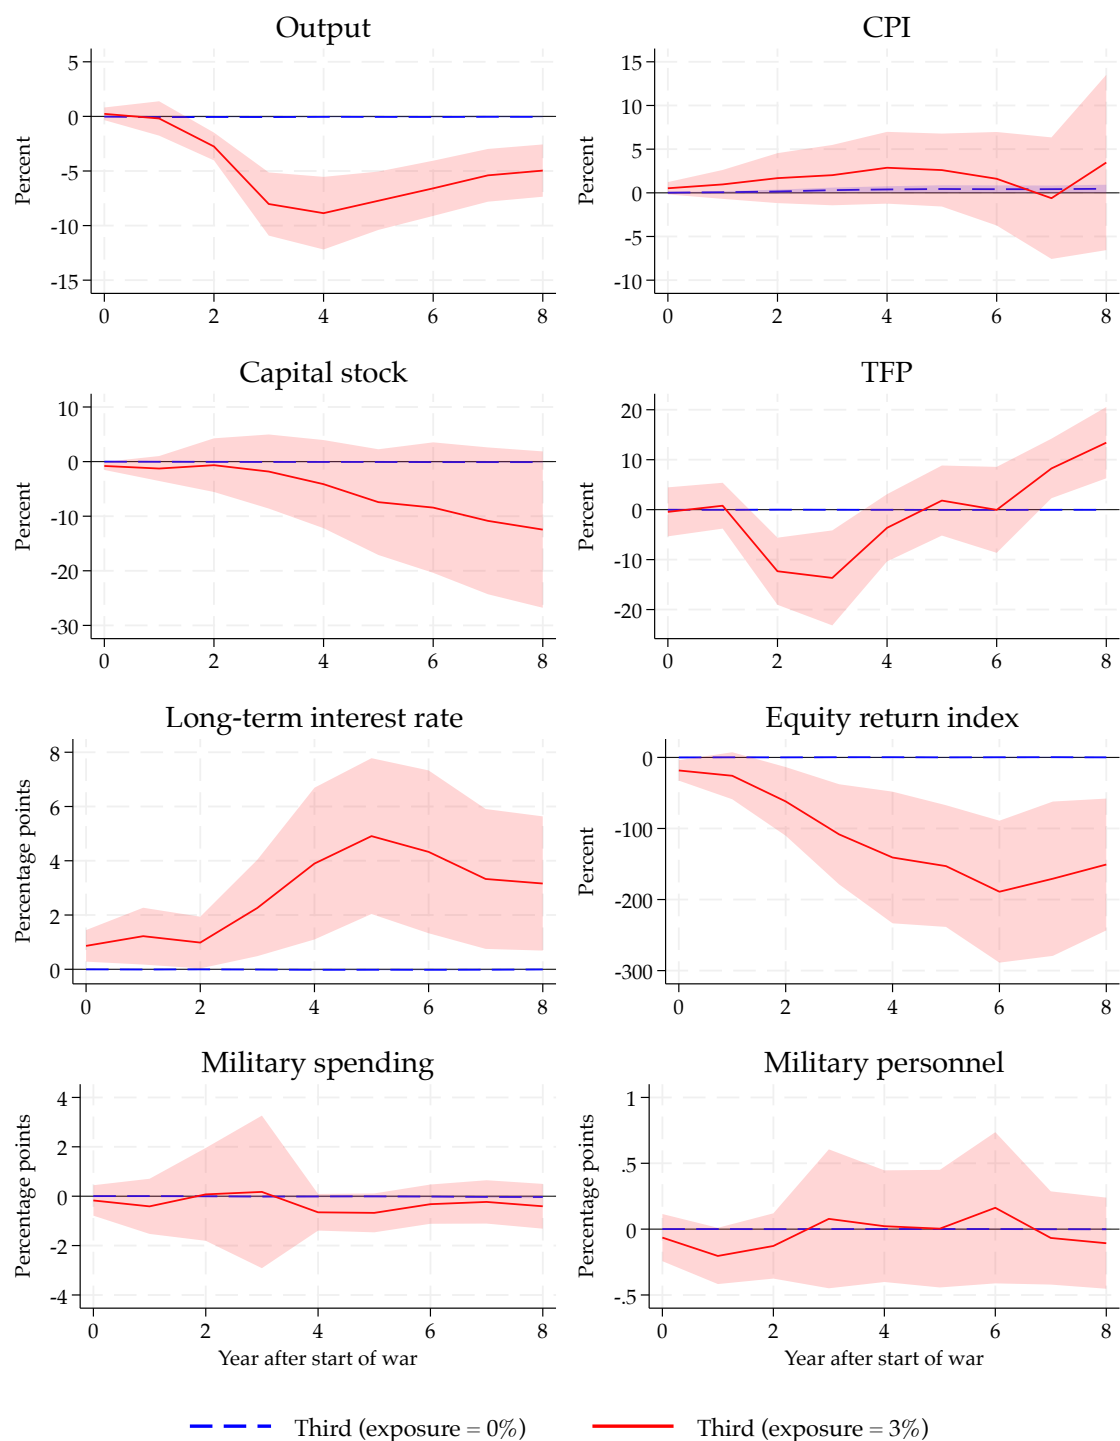 Output
Percent
5
0
-5
-10
-15
0 2 4 6 8
CPI
Percent
15
10
5
0
-5
-10
0 2 4 6 8
Capital stock
Percent
10
0
-10
-20
-30
0 2 4 6 8
TFP
Percent
20
10
0
-10
-20
0 2 4 6 8
Long-term interest rate
Percentage points
8
6
4
2
0
0 2 4 6 8
Equity return index
Percent
0
-100
-200
-300
0 2 4 6 8
Military spending
Percentage points
4
2
0
-2
-4
0 2 4 6 8
Year after start of war
Military personnel
Percentage points
1
.5
0
-.5
0 2 4 6 8
Year after start of war
Third (exposure = 0%) Third (exposure = 3%)